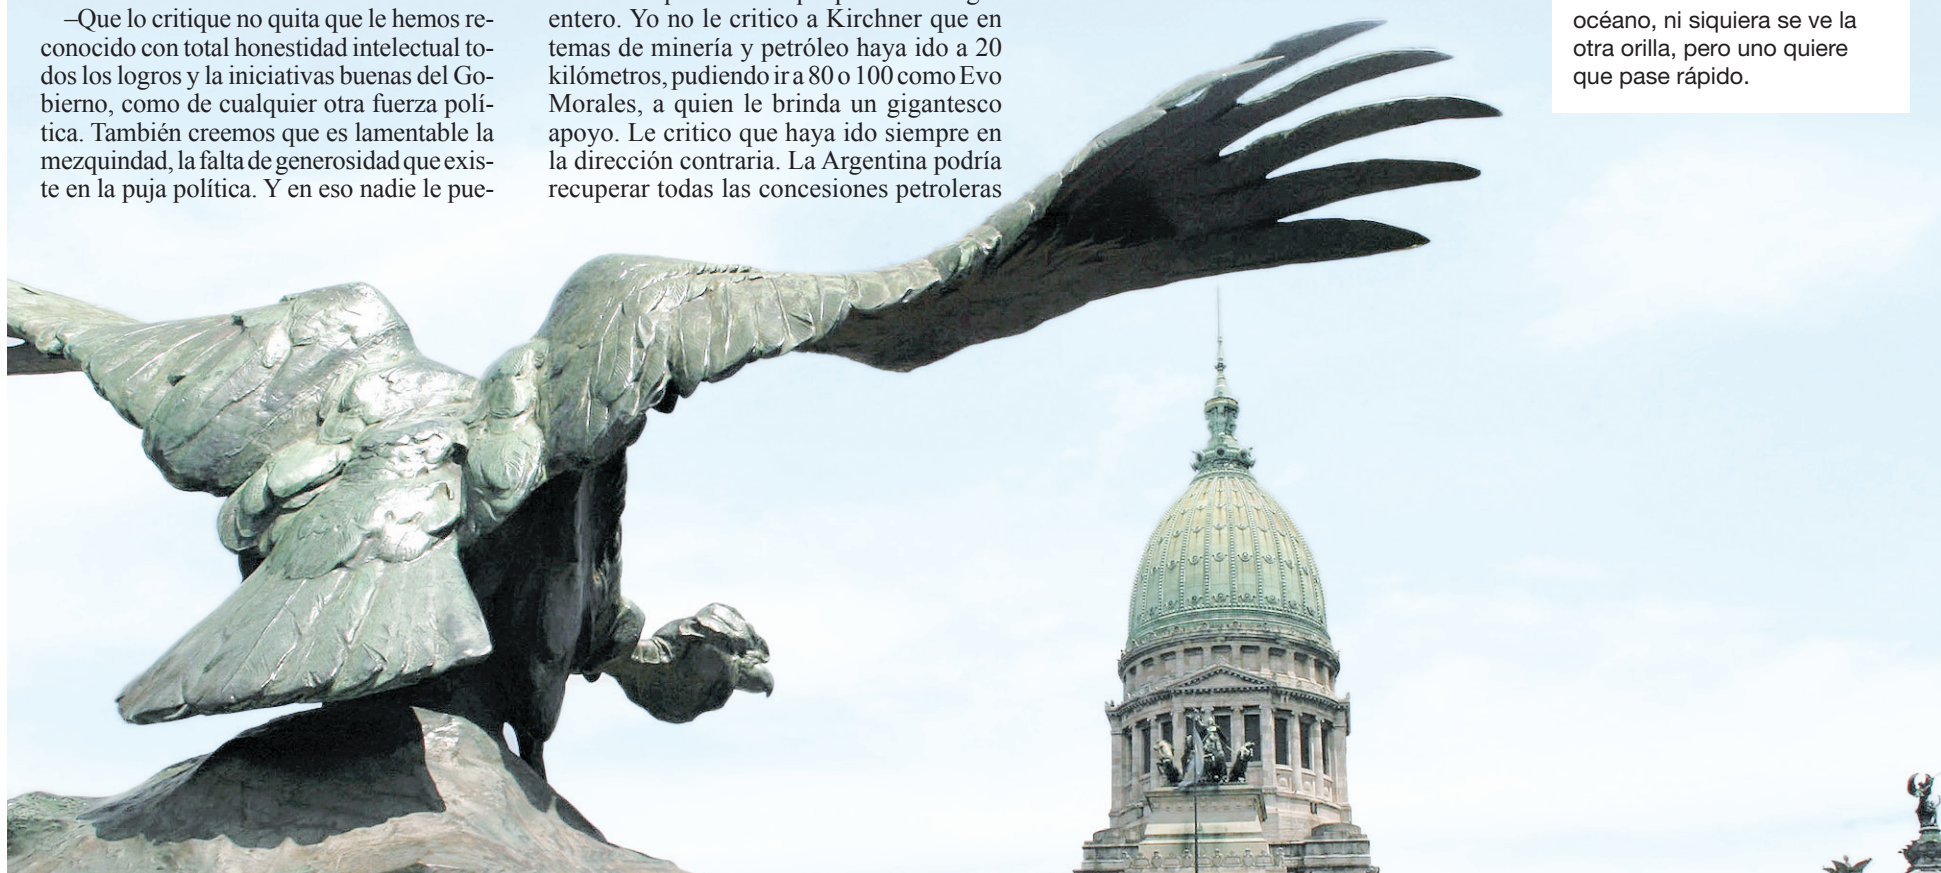 –Que lo critique no quita que le hemos re-
conocido con total honestidad intelectual to-
dos los logros y la iniciativas buenas del Go-
bierno, como de cualquier otra fuerza polí-
tica. También creemos que es lamentable la
mezquindad, la falta de generosidad que exis-
te en la puja política. Y en eso nadie le pue-
entero. Yo no le critico a Kirchner que en
temas de minería y petróleo haya ido a 20
kilómetros, pudiendo ir a 80 o 100 como Evo
Morales, a quien le brinda un gigantesco
apoyo. Le critico que haya ido siempre en
la dirección contraria. La Argentina podría
recuperar todas las concesiones petroleras
océano, ni siquiera se ve la
otra orilla, pero uno quiere
que pase rápido.